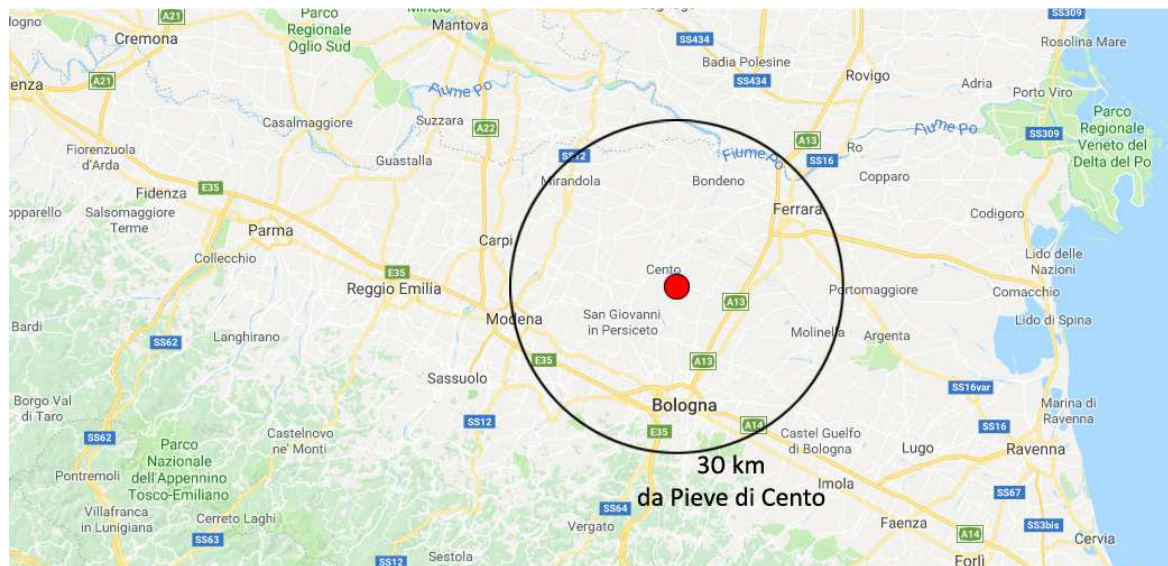 A21
Parco
Regionale
Oglio Sud
Mantova
SS434
SS309
Cremona
Rosolina Mare
Badia Polesine
Rovigo
A21
SS434
Adria
Porto Viro
enza
Fiume Po
Casalmaggiore
Suzzara
A22
Fiume Po
SS309
Parco
Regionale
Veneto del
Delta del Po
A13
Fiorenzuola
d'Arda
Guastalla
SS12
Fiume Po
SS16
Ro
E35
Mirandola
Bondeno
Copparo
Fidenza
opparello
Salsomaggiore
Terme
Ferrara
Codigoro
Parma
Carpi
Collecchio
Lido delle
Nazioni
E35
Cento
Reggio Emilia
A13
Portomaggiore
Comacchio
Modena
San Giovanni
in Persiceto
Lido di Spina
Bardi
SS62
Langhirano
Molinella
Argenta
E35
A13
Sassuolo
SS16var
Borgo Val
di Taro
Bologna
Marina di
Ravenna
SS12
A14
SS16
SS62
Parco
Nazionale
dell'Appennino
Tosco-Emiliano
Castelnovo
ne' Monti
E35
Castel Guelfo
di Bologna
Lugo
Ravenna
30 km
da Pieve di Cento
Pontremoli
Imola
SS67
Villafranca
in Lunigiana
Cerreto Laghi
SS64
Vergato
Faenza
SS3bis
SS63
A14
Cervia
Sestola
SS12
Forlì